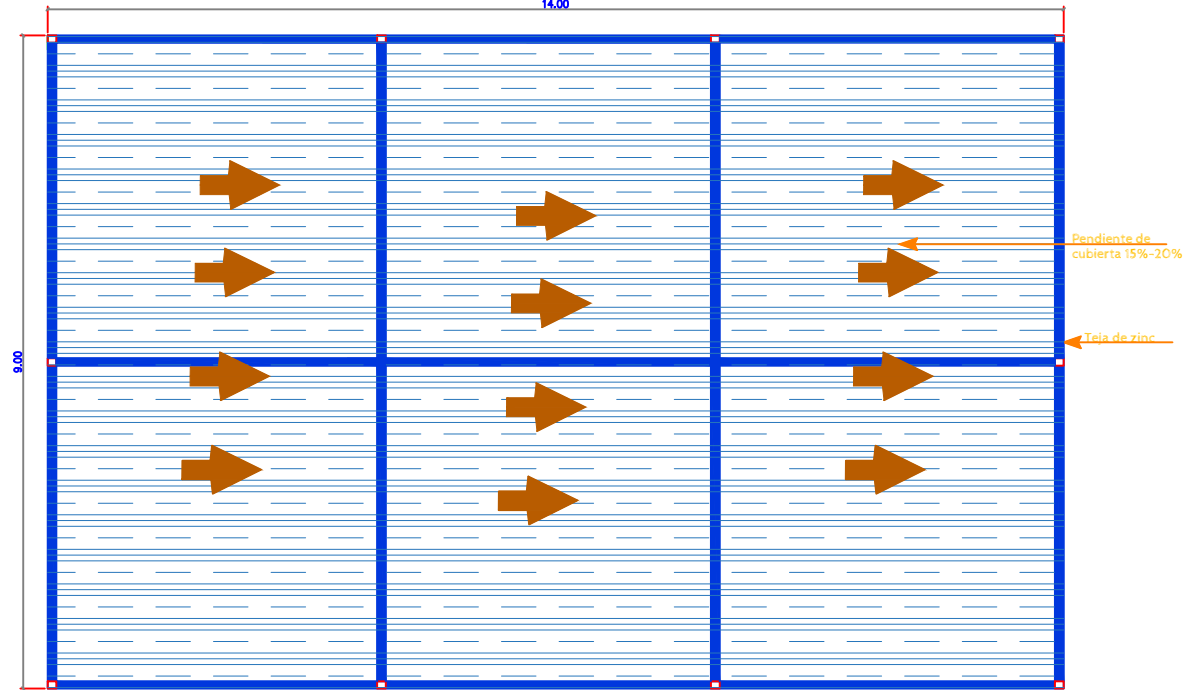 14.00
Pendiente de
cubierta 15%-20%
Teja de zinc
9.00